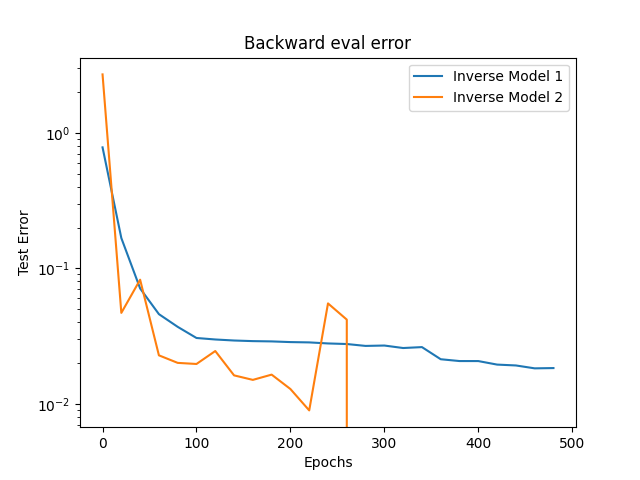 Backward eval error
Inverse Model 1
Inverse Model 2
Test Error
10⁰
10⁻¹
10⁻²
0 100 200 300 400 500
Epochs